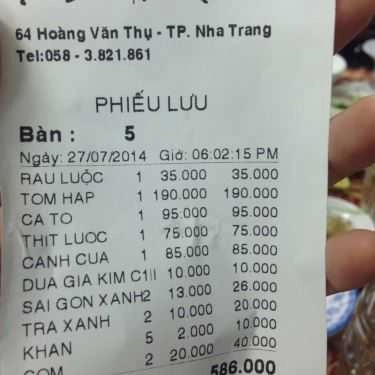 64 Hoàng Văn Thụ - TP. Nha Trang
Tel:058 - 3.821.861
PHIẾU LƯU
Bàn : 5
Ngày: 27/07/2014 Giờ: 06:02:15 PM
RAU LUỘC 1 35.000 35.000
TOM HAP 1 190.000 190.000
CA TO 1 95.000 95.000
THIT LUOC 1 75.000 75.000
CANH CUA 1 85.000 85.000
DUA GIA KIM C1II 10.000 10.000
SAI GON XANH2 13.000 26.000
TRA XANH 2 10.000 20.000
KHAN 5 2.000 10.000
COM 2 20.000 40.000
586.000